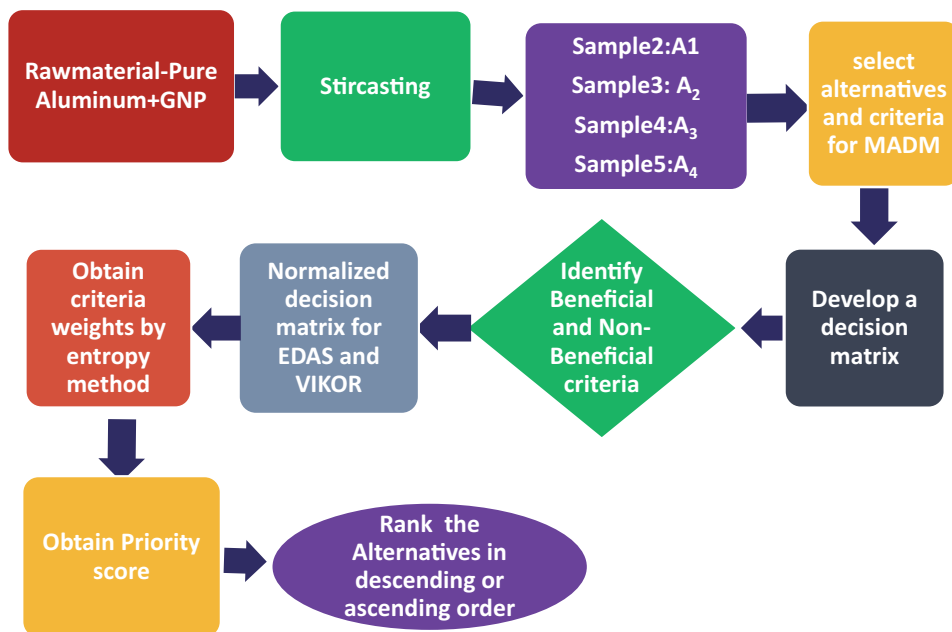 Rawmaterial-Pure
Aluminum+GNP
Stircasting
Sample2:A1
Sample3: A₂
Sample4:A₃
Sample5:A₄
select
alternatives
and criteria
for MADM
Develop a
decision
matrix
Identify
Beneficial
and Non-
Beneficial
criteria
Normalized
decision
matrix for
EDAS and
VIKOR
Obtain
criteria
weights by
entropy
method
Obtain Priority
score
Rank the
Alternatives in
descending or
ascending order